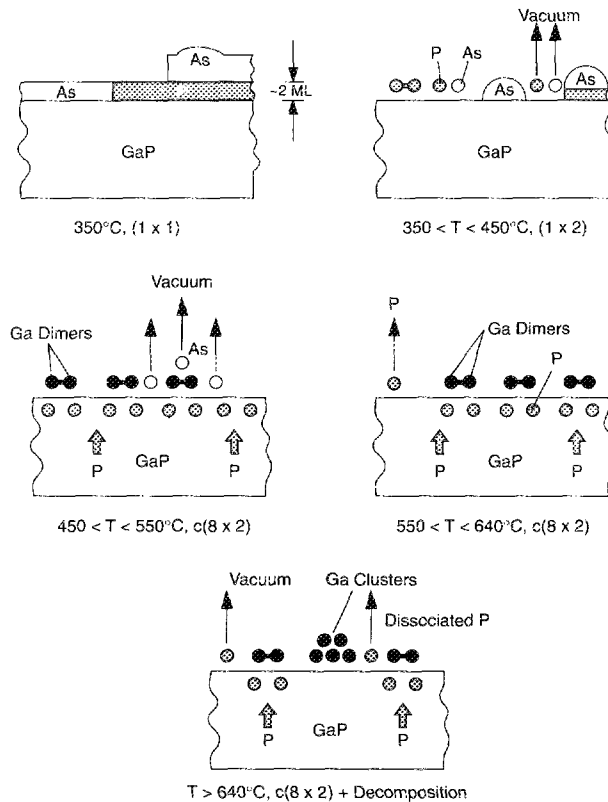 As
As
~2 ML
GaP
350°C, (1 x 1)
Vacuum
P
As
As
As
GaP
350 < T < 450°C, (1 x 2)
Vacuum
Ga Dimers
As
P
GaP
P
450 < T < 550°C, c(8 x 2)
P
Ga Dimers
P
P
GaP
P
550 < T < 640°C, c(8 x 2)
Vacuum
Ga Clusters
Dissociated P
P
GaP
P
T > 640°C, c(8 x 2) + Decomposition